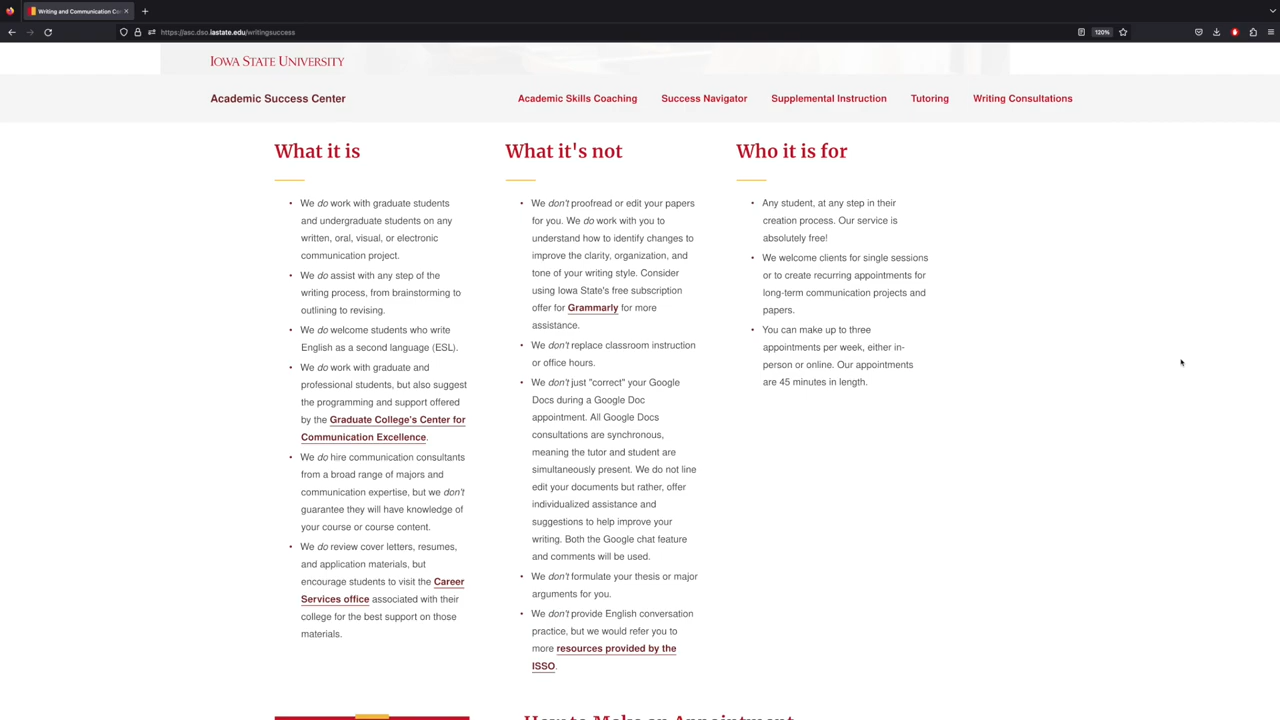 Writing and Communication Cen
https://asc.dso.iastate.edu/writingsuccess
120%
IOWA STATE UNIVERSITY
Academic Success Center
Academic Skills Coaching
Success Navigator
Supplemental Instruction
Tutoring
Writing Consultations
What it is
We do work with graduate students
and undergraduate students on any
written, oral, visual, or electronic
communication project.
We do assist with any step of the
writing process, from brainstorming to
outlining to revising.
We do welcome students who write
English as a second language (ESL).
We do work with graduate and
professional students, but also suggest
the programming and support offered
by the Graduate College's Center for
Communication Excellence.
We do hire communication consultants
from a broad range of majors and
communication expertise, but we don't
guarantee they will have knowledge of
your course or course content.
We do review cover letters, resumes,
and application materials, but
encourage students to visit the Career
Services office associated with their
college for the best support on those
materials.
What it's not
We don't proofread or edit your papers
for you. We do work with you to
understand how to identify changes to
improve the clarity, organization, and
tone of your writing style. Consider
using Iowa State's free subscription
offer for Grammarly for more
assistance.
We don't replace classroom instruction
or office hours.
We don't just "correct" your Google
Docs during a Google Doc
appointment. All Google Docs
consultations are synchronous,
meaning the tutor and student are
simultaneously present. We do not line
edit your documents but rather, offer
individualized assistance and
suggestions to help improve your
writing. Both the Google chat feature
and comments will be used.
We don't formulate your thesis or major
arguments for you.
We don't provide English conversation
practice, but we would refer you to
more resources provided by the
ISSO.
Who it is for
Any student, at any step in their
creation process. Our service is
absolutely free!
We welcome clients for single sessions
or to create recurring appointments for
long-term communication projects and
papers.
You can make up to three
appointments per week, either in-
person or online. Our appointments
are 45 minutes in length.
How to Make an Appointment